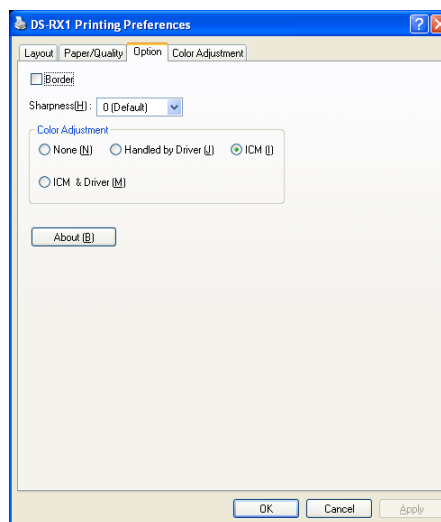 DS-RX1 Printing Preferences
Layout Paper/Quality Option Color Adjustment
Border
Sharpness(H) : 0 (Default)
Color Adjustment
None (N) Handled by Driver (J) ICM (I)
ICM & Driver (M)
About (B)
OK Cancel Apply